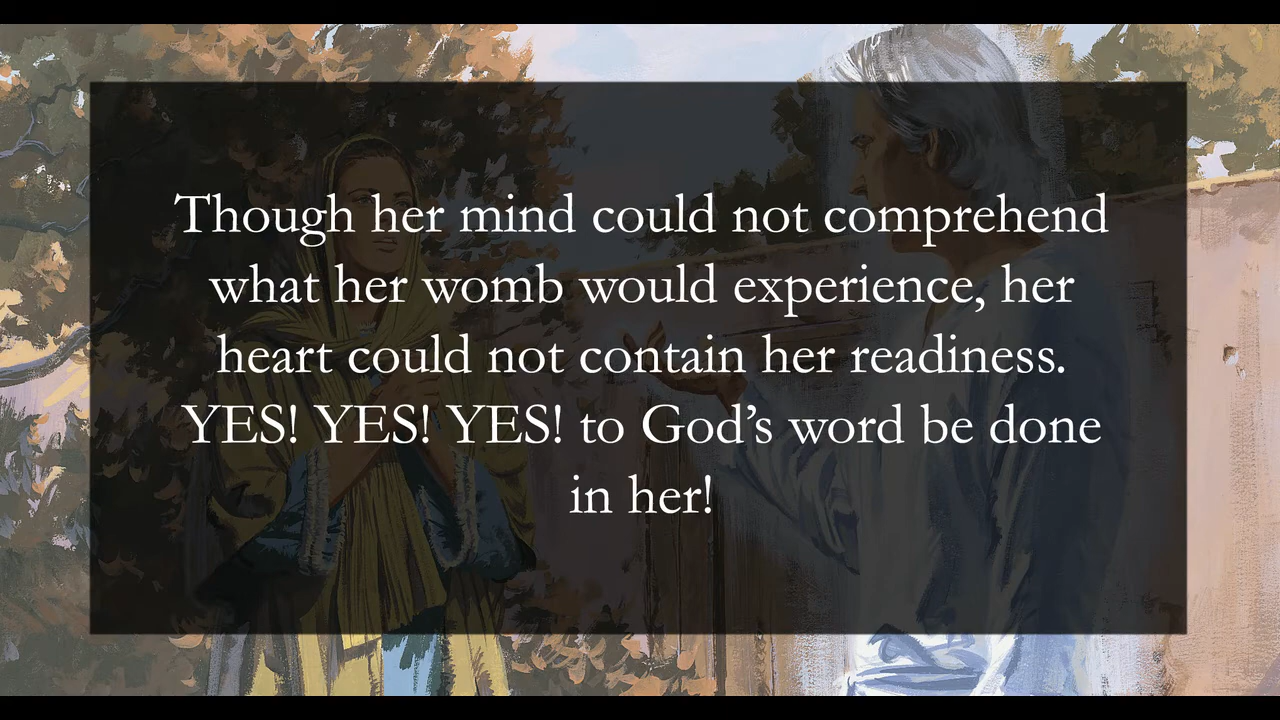 Though her mind could not comprehend
what her womb would experience, her
heart could not contain her readiness.
YES! YES! YES! to God’s word be done
in her!